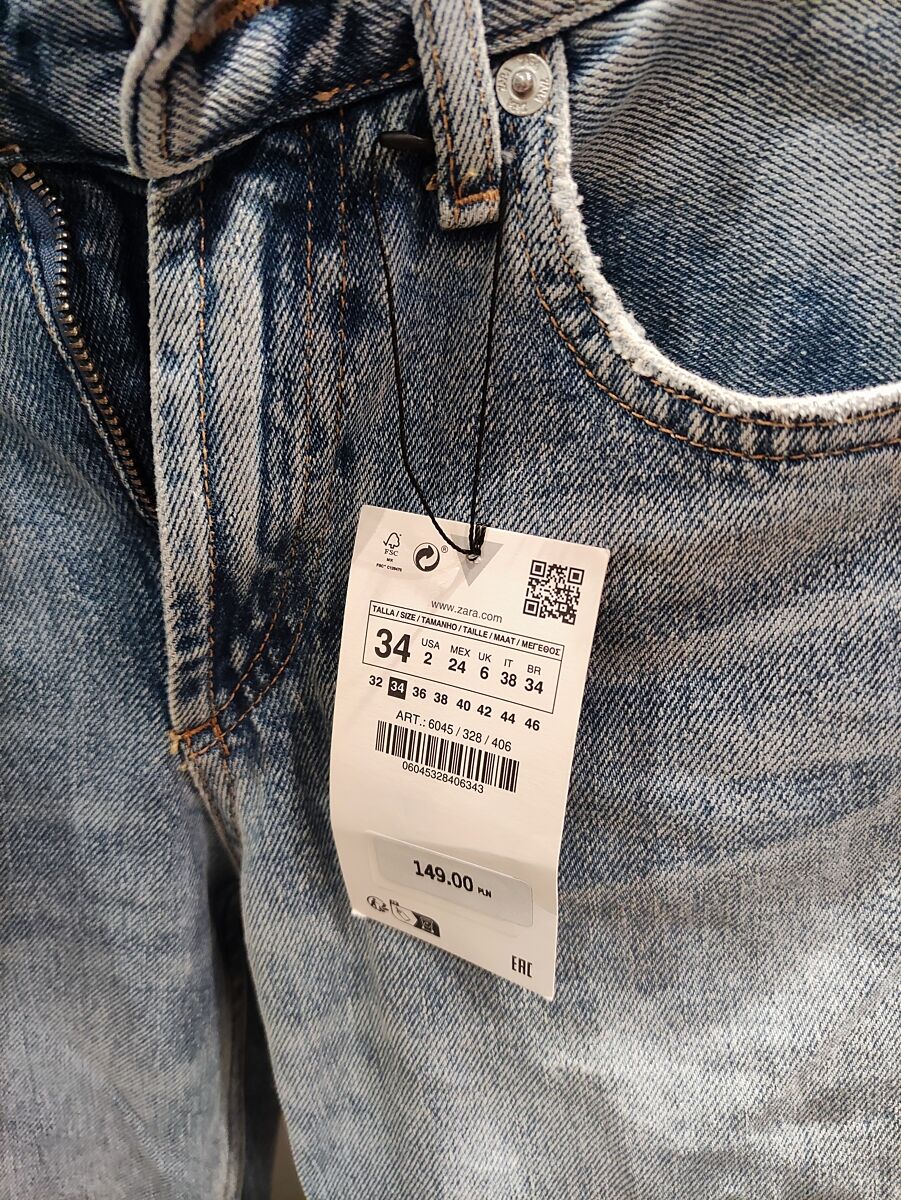 FSC
MIX
®
www.zara.com
TALLA / SIZE / TAMANHO / TAILLE / MAAT / ΜΕΓΕΘΟΣ
34 USA 2 MEX 24 UK 6 IT 38 BR 34
32 34 36 38 40 42 44 46
ART.: 6045 / 328 / 406
06045328406343
149.00 PLN
EAC